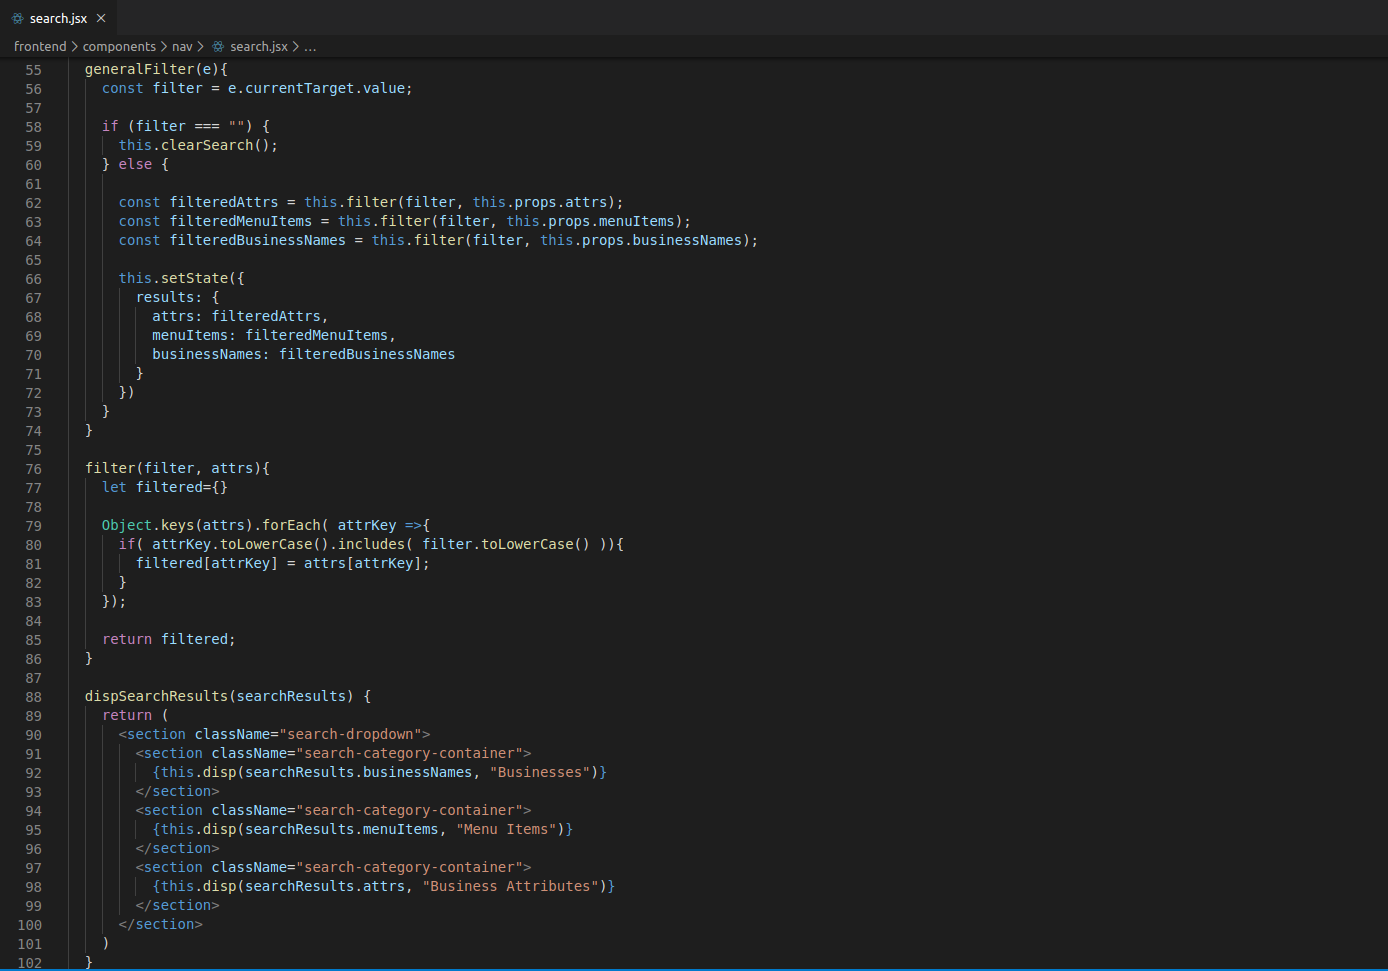 search.jsx ×
frontend > components > nav > search.jsx > ...
55 generalFilter(e){
56 const filter = e.currentTarget.value;
57
58 if (filter === "") {
59 this.clearSearch();
60 } else {
61
62 const filteredAttrs = this.filter(filter, this.props.attrs);
63 const filteredMenuItems = this.filter(filter, this.props.menuItems);
64 const filteredBusinessNames = this.filter(filter, this.props.businessNames);
65
66 this.setState({
67 results: {
68 attrs: filteredAttrs,
69 menuItems: filteredMenuItems,
70 businessNames: filteredBusinessNames
71 }
72 })
73 }
74 }
75
76 filter(filter, attrs){
77 let filtered={}
78
79 Object.keys(attrs).forEach( attrKey =>{
80 if( attrKey.toLowerCase().includes( filter.toLowerCase() )){
81 filtered[attrKey] = attrs[attrKey];
82 }
83 });
84
85 return filtered;
86 }
87
88 dispSearchResults(searchResults) {
89 return (
90 <section className="search-dropdown">
91 <section className="search-category-container">
92 {this.disp(searchResults.businessNames, "Businesses")}
93 </section>
94 <section className="search-category-container">
95 {this.disp(searchResults.menuItems, "Menu Items")}
96 </section>
97 <section className="search-category-container">
98 {this.disp(searchResults.attrs, "Business Attributes")}
99 </section>
100 </section>
101 )
102 }